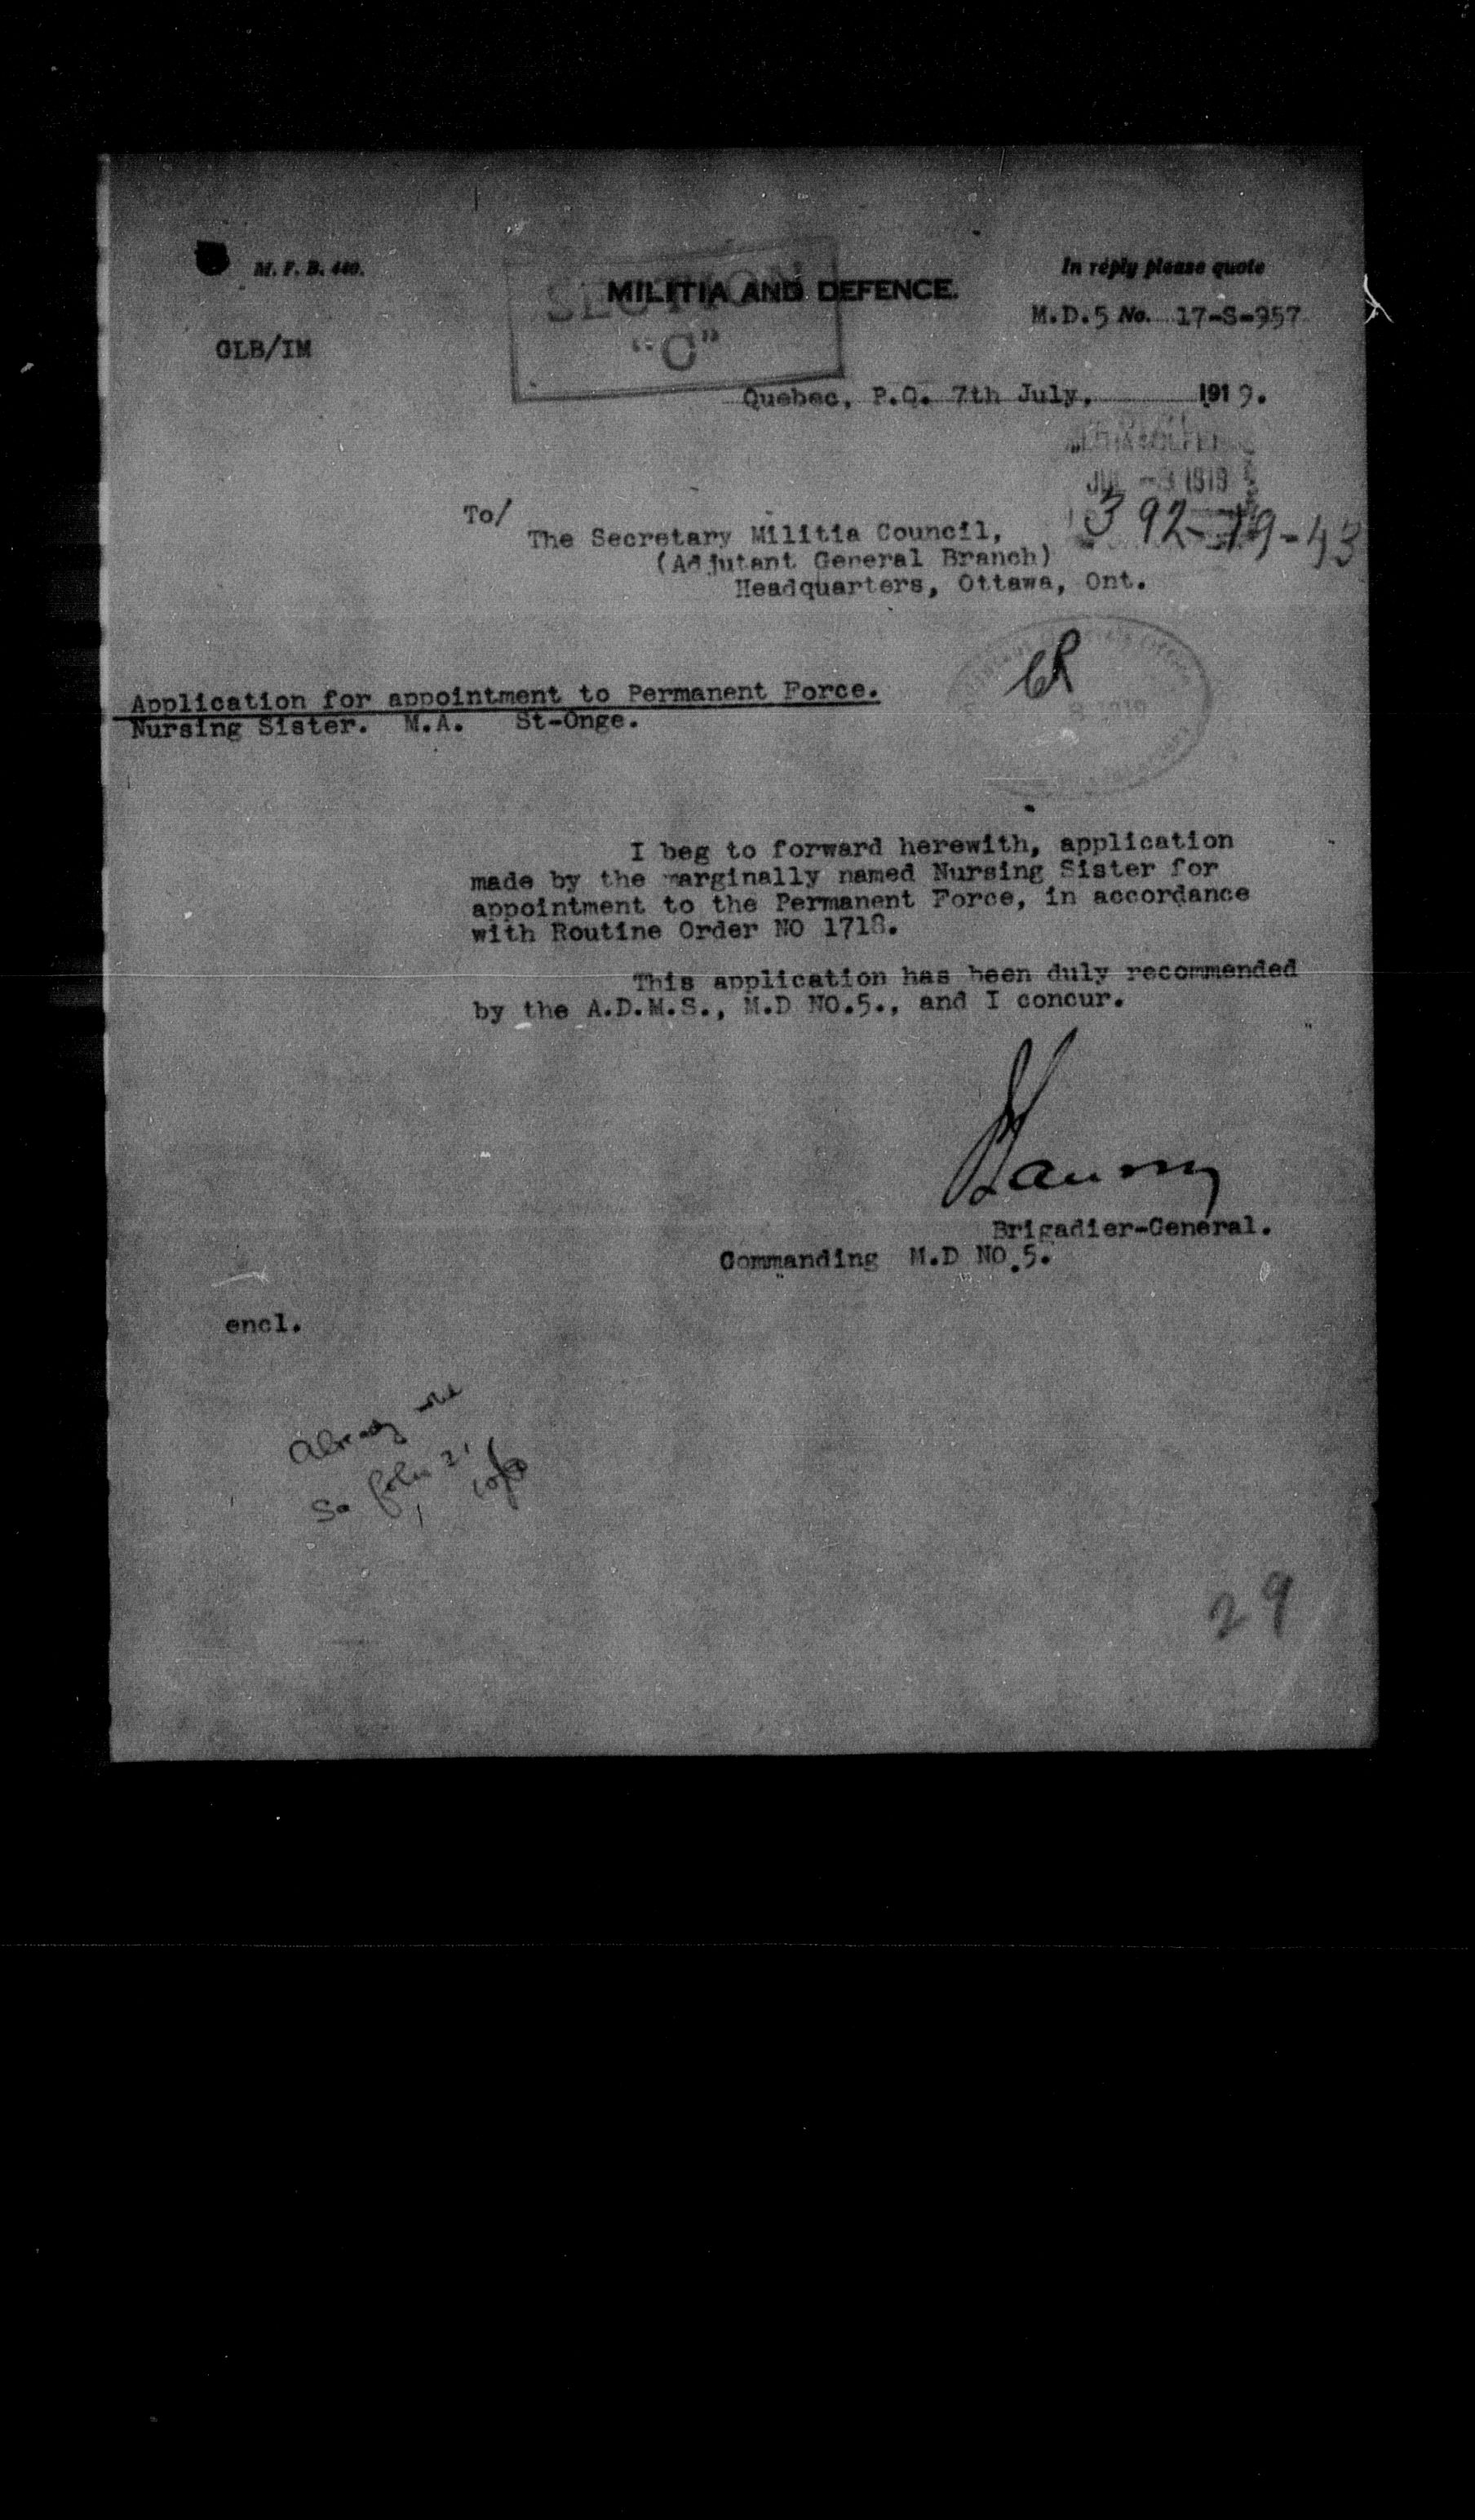 M. F. B. 440.
SECTION
"C"
MILITIA AND DEFENCE.
In reply please quote
M.D.5 No. 17-S-957
GLB/IM
Quebec, P.Q. 7th July, 1919.
JUL 1919
392-19-43
To/
The Secretary Militia Council,
(Adjutant General Branch)
Headquarters, Ottawa, Ont.
Application for appointment to Permanent Force.
Nursing Sister. M.A. St-Onge.
I beg to forward herewith, application
made by the marginally named Nursing Sister for
appointment to the Permanent Force, in accordance
with Routine Order NO 1718.
This application has been duly recommended
by the A.D.M.S., M.D NO.5., and I concur.
Brigadier-General.
Commanding M.D NO.5.
encl.
Already
29